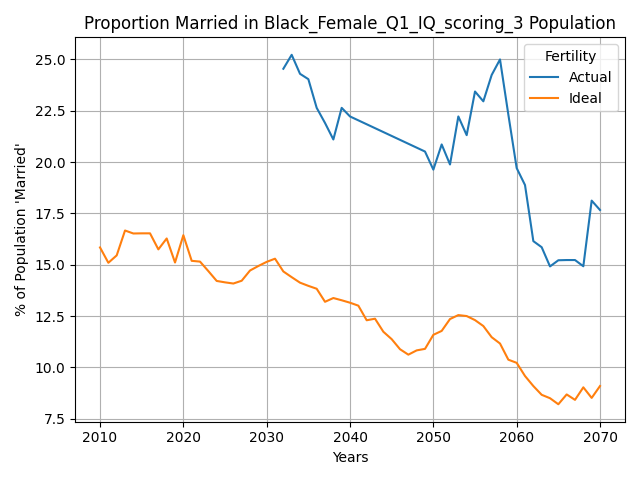 Proportion Married in Black_Female_Q1_IQ_scoring_3 Population
Fertility
Actual
Ideal
% of Population 'Married'
25.0
22.5
20.0
17.5
15.0
12.5
10.0
7.5
2010 2020 2030 2040 2050 2060 2070
Years